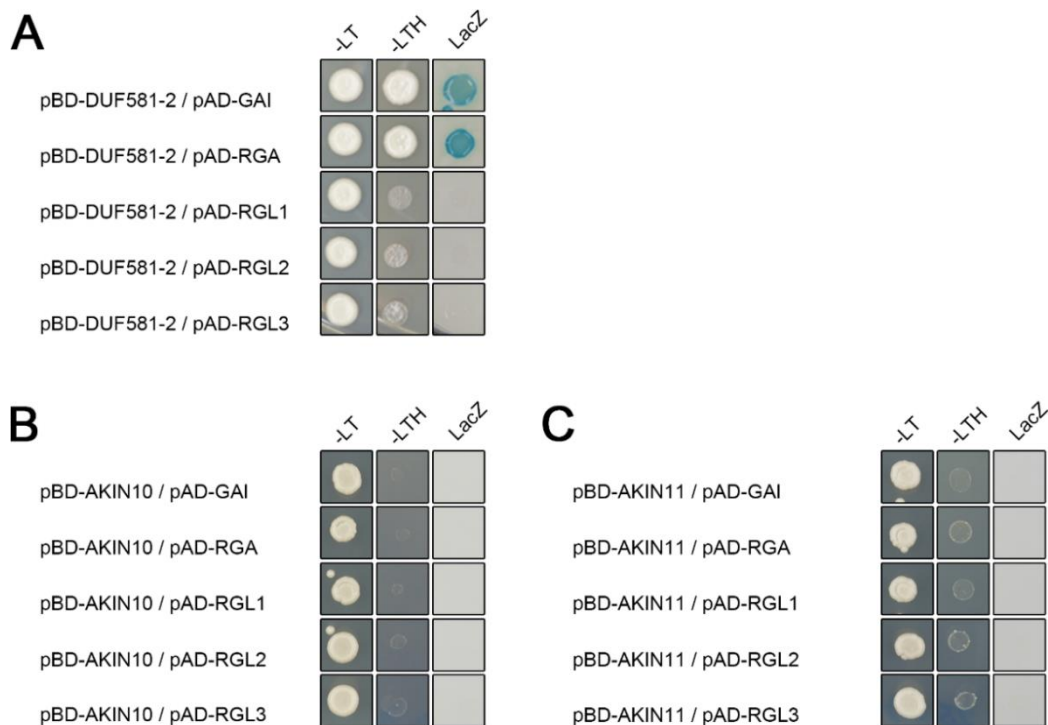 A
-LT -LTH LacZ
pBD-DUF581-2 / pAD-GAI
pBD-DUF581-2 / pAD-RGA
pBD-DUF581-2 / pAD-RGL1
pBD-DUF581-2 / pAD-RGL2
pBD-DUF581-2 / pAD-RGL3
B
-LT -LTH LacZ
pBD-AKIN10 / pAD-GAI
pBD-AKIN10 / pAD-RGA
pBD-AKIN10 / pAD-RGL1
pBD-AKIN10 / pAD-RGL2
pBD-AKIN10 / pAD-RGL3
C
-LT -LTH LacZ
pBD-AKIN11 / pAD-GAI
pBD-AKIN11 / pAD-RGA
pBD-AKIN11 / pAD-RGL1
pBD-AKIN11 / pAD-RGL2
pBD-AKIN11 / pAD-RGL3